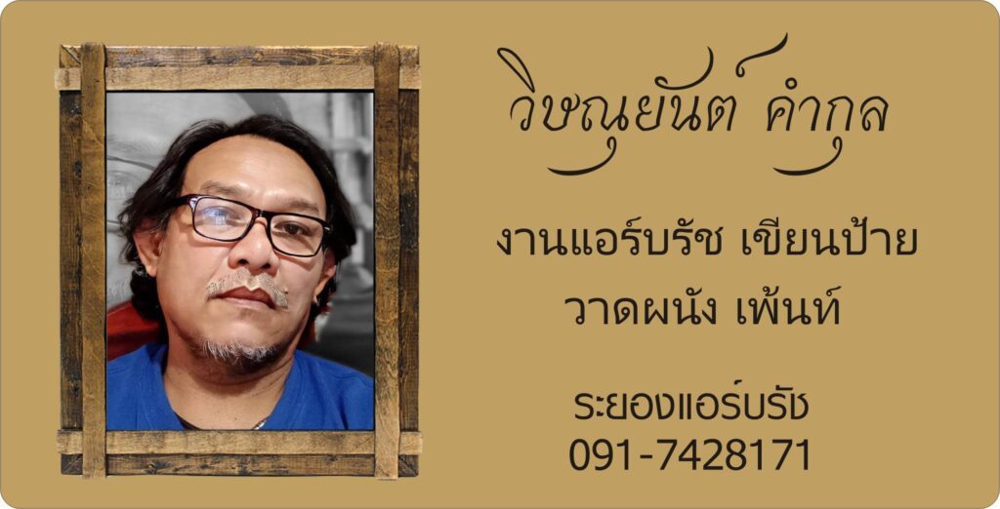 วิษณุยันต์ คำกุล
งานแอร์บรัช เขียนป้าย
วาดผนัง เพ้นท์
ระยองแอร์บรัช
091-7428171